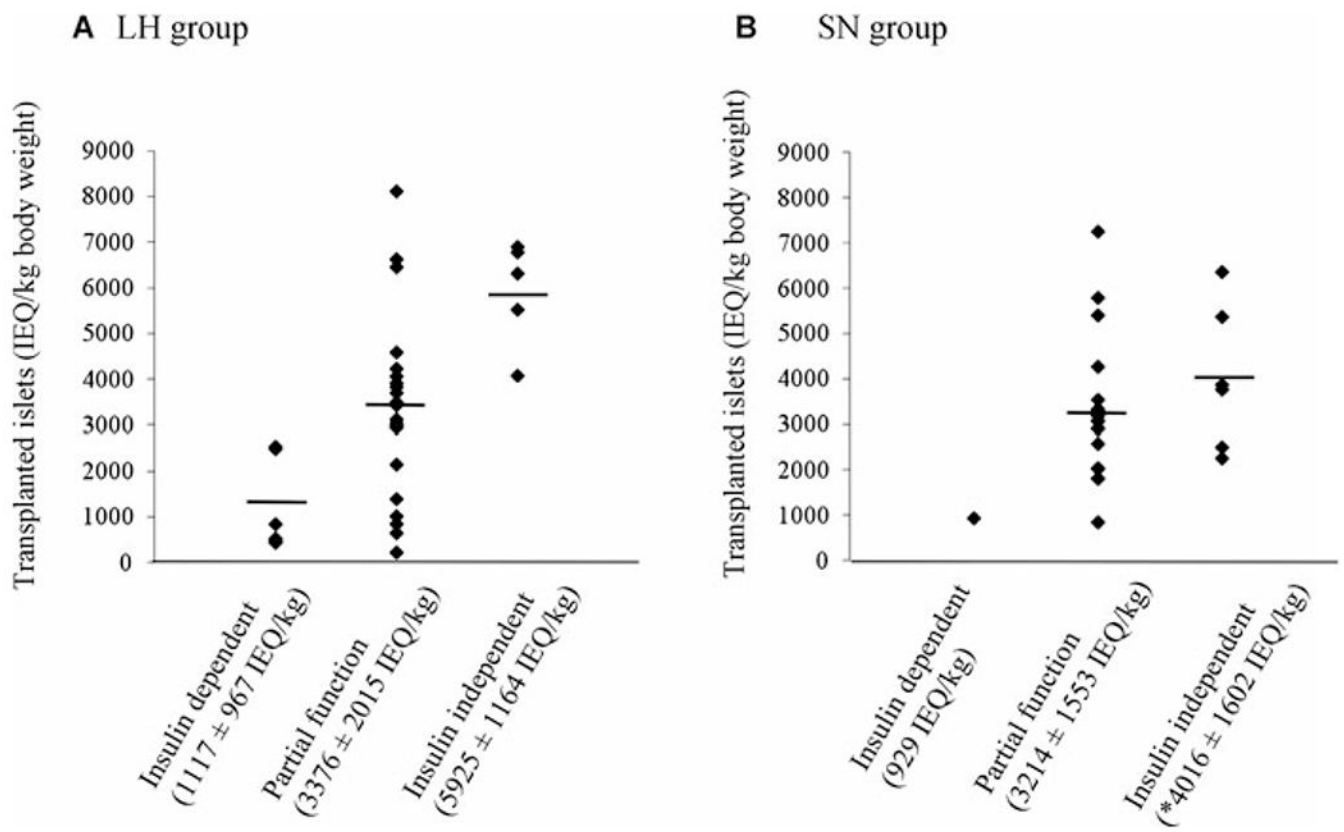 A LH group
Transplanted islets (IEQ/kg body weight)
9000
8000
7000
6000
5000
4000
3000
2000
1000
0
Insulin dependent
(1117 ± 967 IEQ/kg)
Partial function
(3376 ± 2015 IEQ/kg)
Insulin independent
(5925 ± 1164 IEQ/kg)
B SN group
Transplanted islets (IEQ/kg body weight)
9000
8000
7000
6000
5000
4000
3000
2000
1000
0
Insulin dependent
(929 IEQ/kg)
Partial function
(3214 ± 1553 IEQ/kg)
Insulin independent
(*4016 ± 1602 IEQ/kg)